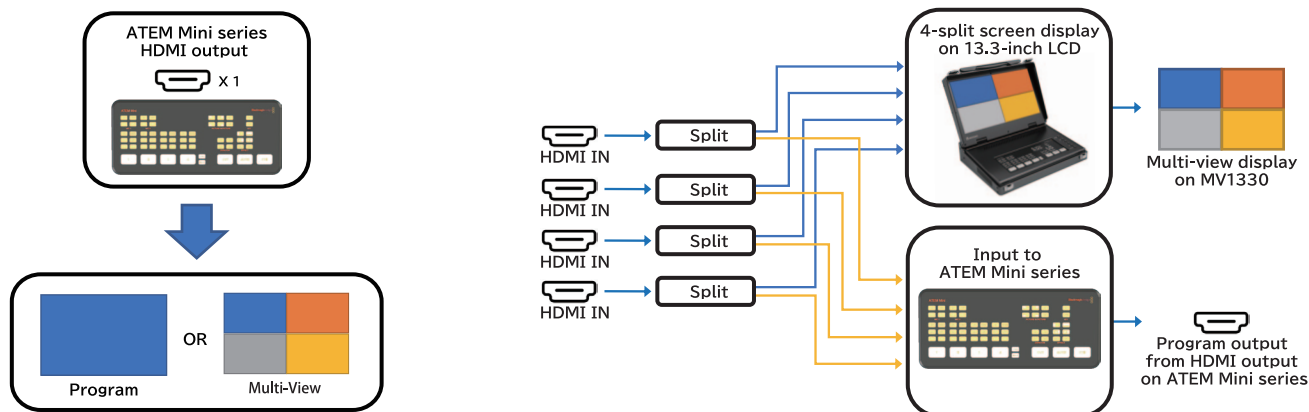 ATEM Mini series
HDMI output
X 1
Program
OR
Multi-View
HDMI IN
Split
HDMI IN
Split
HDMI IN
Split
HDMI IN
Split
4-split screen display
on 13.3-inch LCD
Multi-view display
on MV1330
Input to
ATEM Mini series
Program output
from HDMI output
on ATEM Mini series